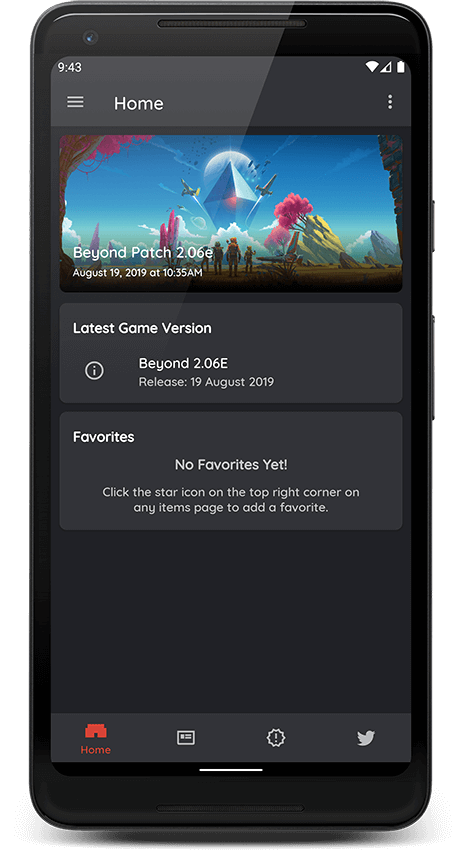 9:43
Home
Beyond Patch 2.06e
August 19, 2019 at 10:35AM
Latest Game Version
Beyond 2.06E
Release: 19 August 2019
Favorites
No Favorites Yet!
Click the star icon on the top right corner on
any items page to add a favorite.
Home